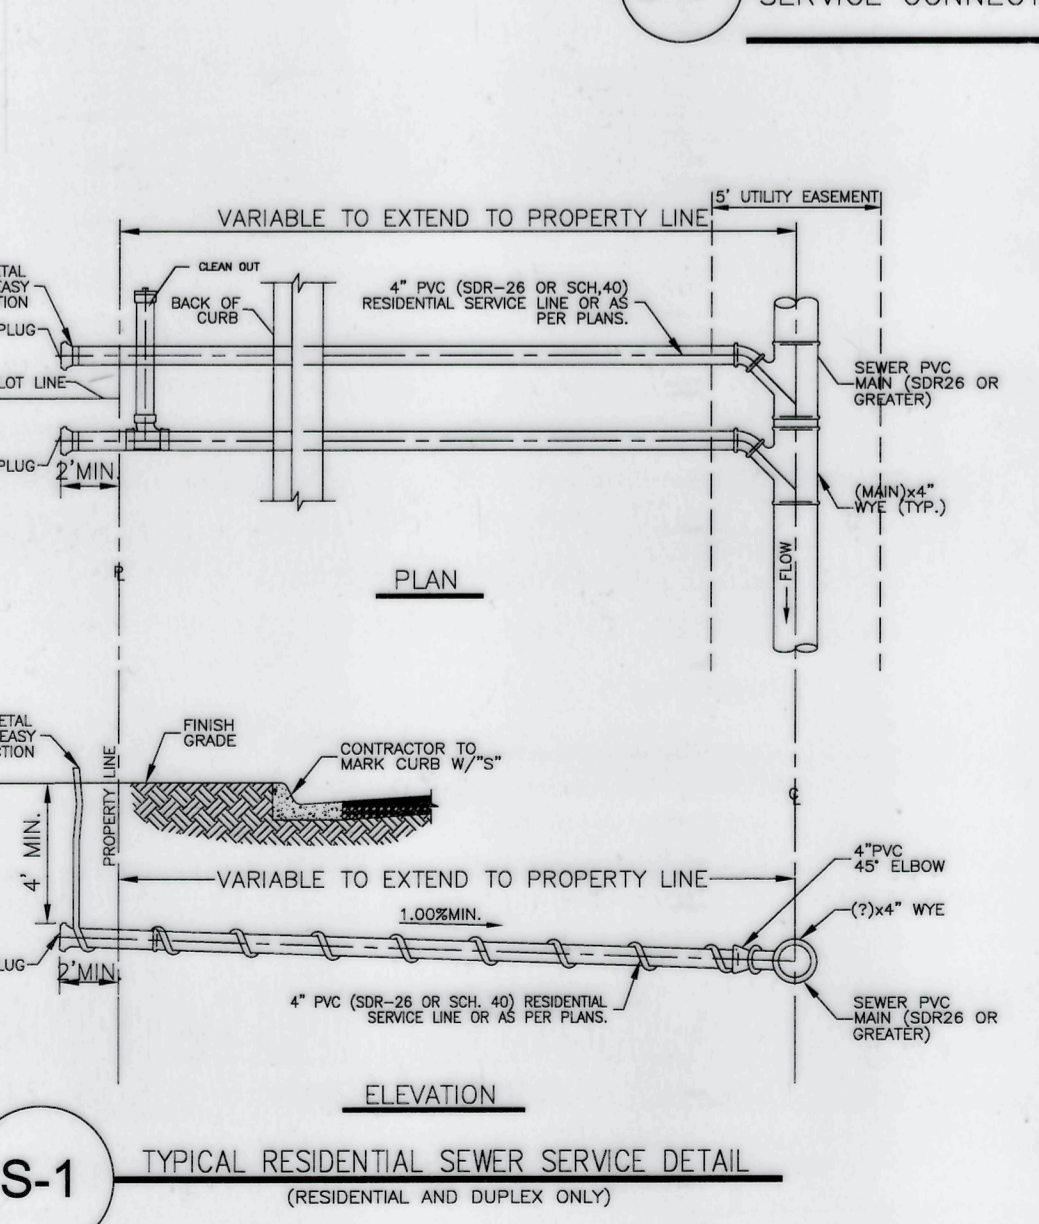 SERVICE CONNECT
5' UTILITY EASEMENT
VARIABLE TO EXTEND TO PROPERTY LINE
CLEAN OUT
TAL
EASY
TION
PLUG
BACK OF
CURB
4" PVC (SDR-26 OR SCH,40)
RESIDENTIAL SERVICE LINE OR AS
PER PLANS.
LOT LINE
SEWER PVC
MAIN (SDR26 OR
GREATER)
PLUG
2'MIN.
(MAIN)x4"
WYE (TYP.)
FLOW
PLAN
ETAL
EASY
CTION
FINISH
GRADE
CONTRACTOR TO
MARK CURB W/"S"
PROPERTY LINE
4' MIN.
VARIABLE TO EXTEND TO PROPERTY LINE
4"PVC
45° ELBOW
1.00%MIN.
(?)x4" WYE
LUG
2'MIN.
4" PVC (SDR-26 OR SCH. 40) RESIDENTIAL
SERVICE LINE OR AS PER PLANS.
SEWER PVC
MAIN (SDR26 OR
GREATER)
ELEVATION
S-1
TYPICAL RESIDENTIAL SEWER SERVICE DETAIL
(RESIDENTIAL AND DUPLEX ONLY)